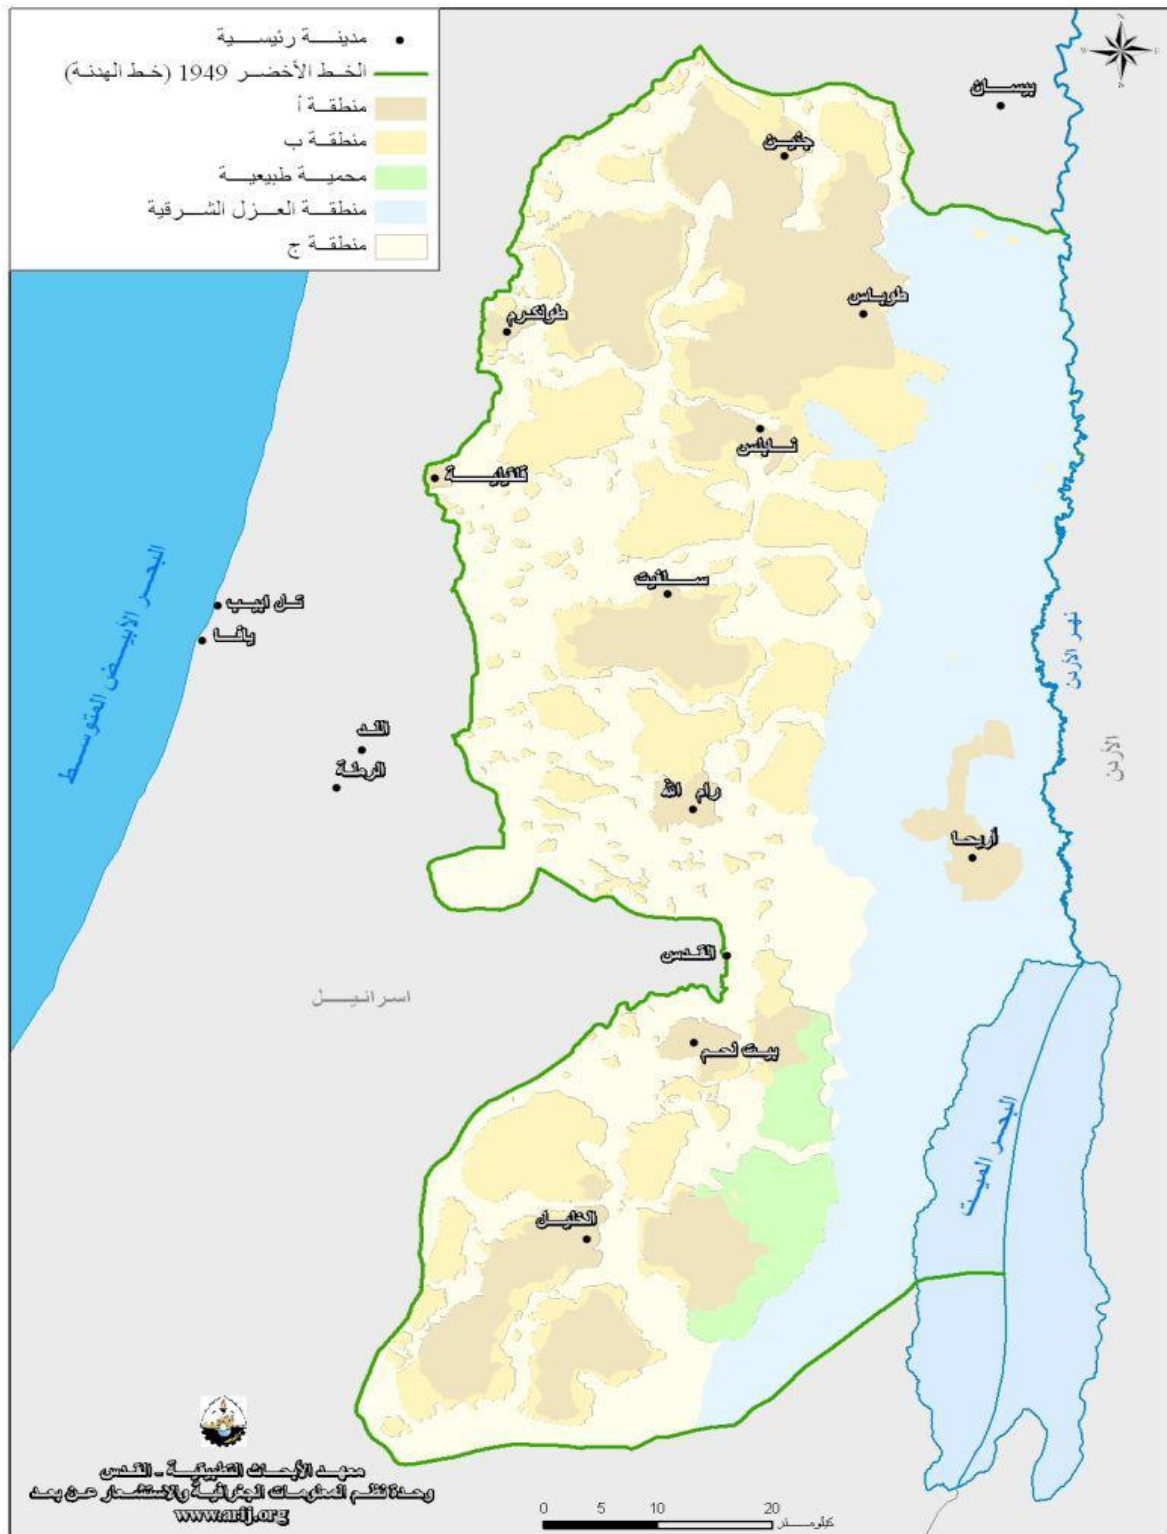 مدينة رئيسية
الخط الأخضر 1949 (خط الهدنة)
منطقة أ
منطقة ب
محمية طبيعية
منطقة العزل الشرقية
منطقة ج
N
W
E
S
بيسان
جنين
طوباس
طولكرم
نابلس
قلقيلية
سلفيت
البحر الأبيض المتوسط
تل ابيب
يافا
نهر الأردن
الأردن
اللد
الرملة
رام الله
أريحا
القدس
اسرائيل
بيت لحم
البحر الميت
الخليل
معهد الأبحاث التطبيقية - القدس
وحدة نظم المعلومات الجغرافية والاستشعار عن بعد
www.arij.org
0 5 10 20
كيلومتر